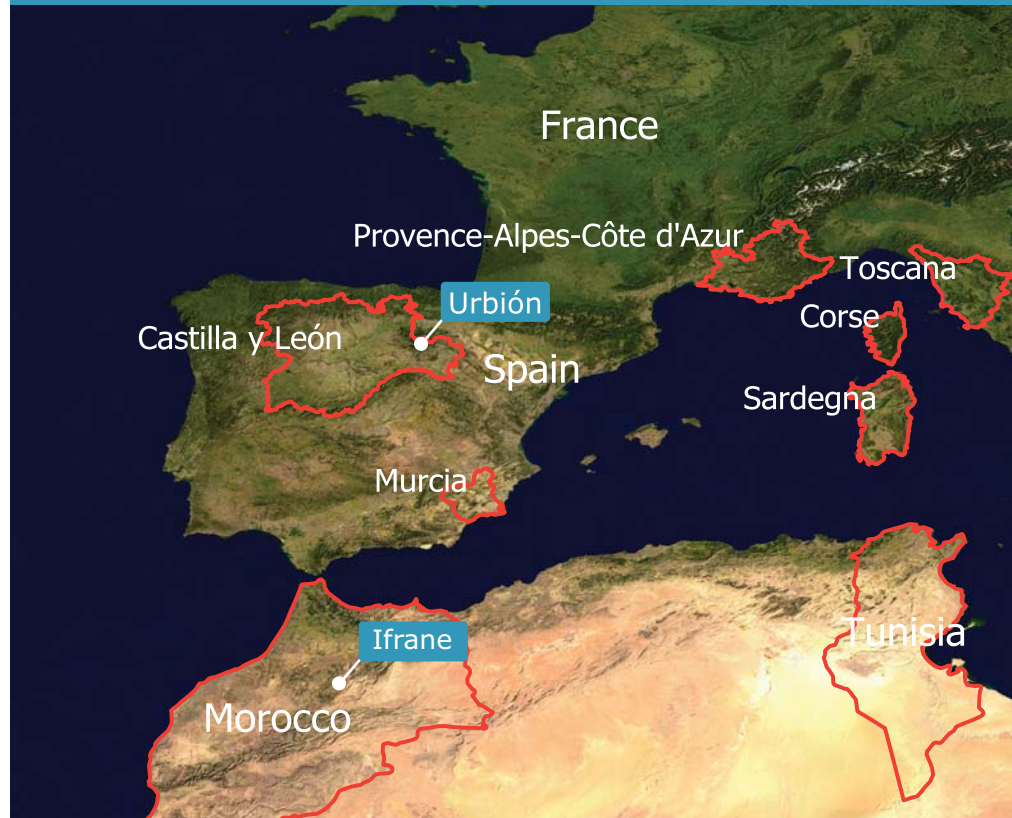 France
Provence-Alpes-Côte d'Azur
Toscana
Urbión
Corse
Castilla y León
Spain
Sardegna
Murcia
Tunisia
Ifrane
Morocco